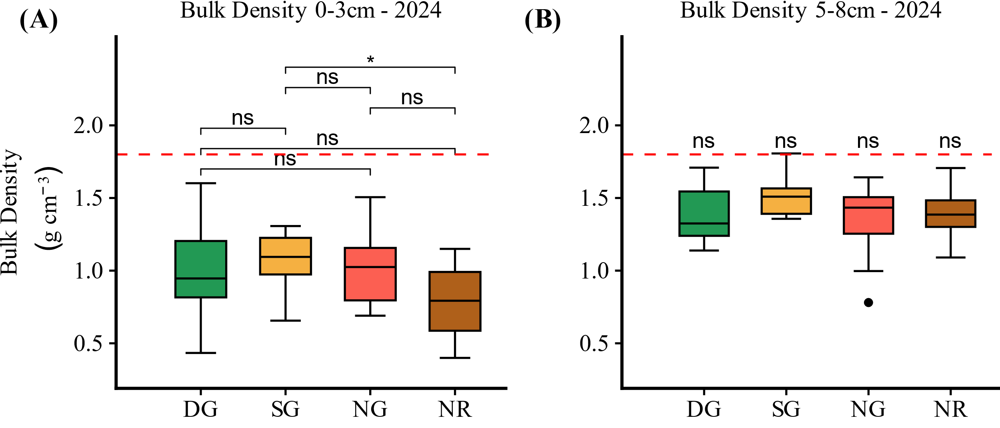 (A)
Bulk Density 0-3cm - 2024
*
ns
ns
ns
ns
ns
Bulk Density
(g cm⁻³)
2.0
1.5
1.0
0.5
DG SG NG NR
(B)
Bulk Density 5-8cm - 2024
ns ns ns ns
2.0
1.5
1.0
0.5
DG SG NG NR